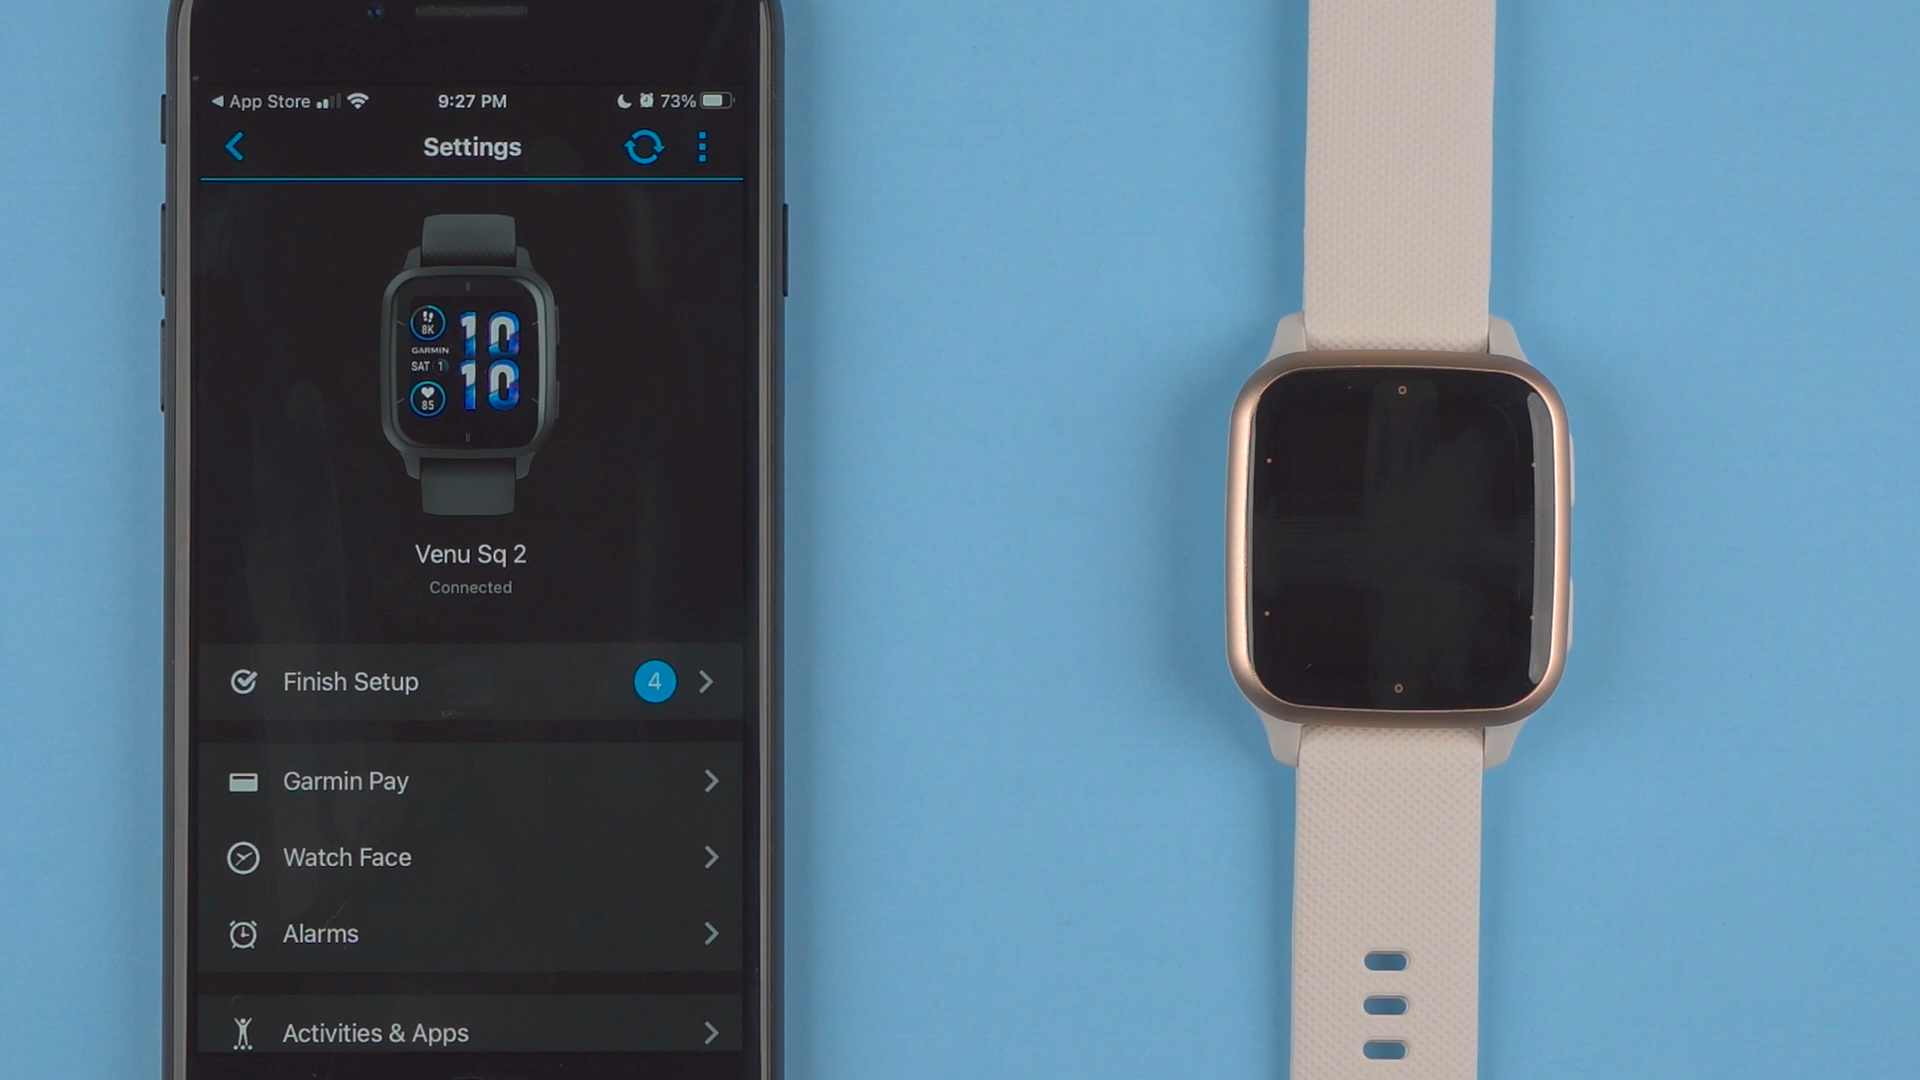 App Store
9:27 PM
73%
Settings
8K
GARMIN
SAT 1
85
10
10
Venu Sq 2
Connected
Finish Setup
4
Garmin Pay
Watch Face
Alarms
Activities & Apps